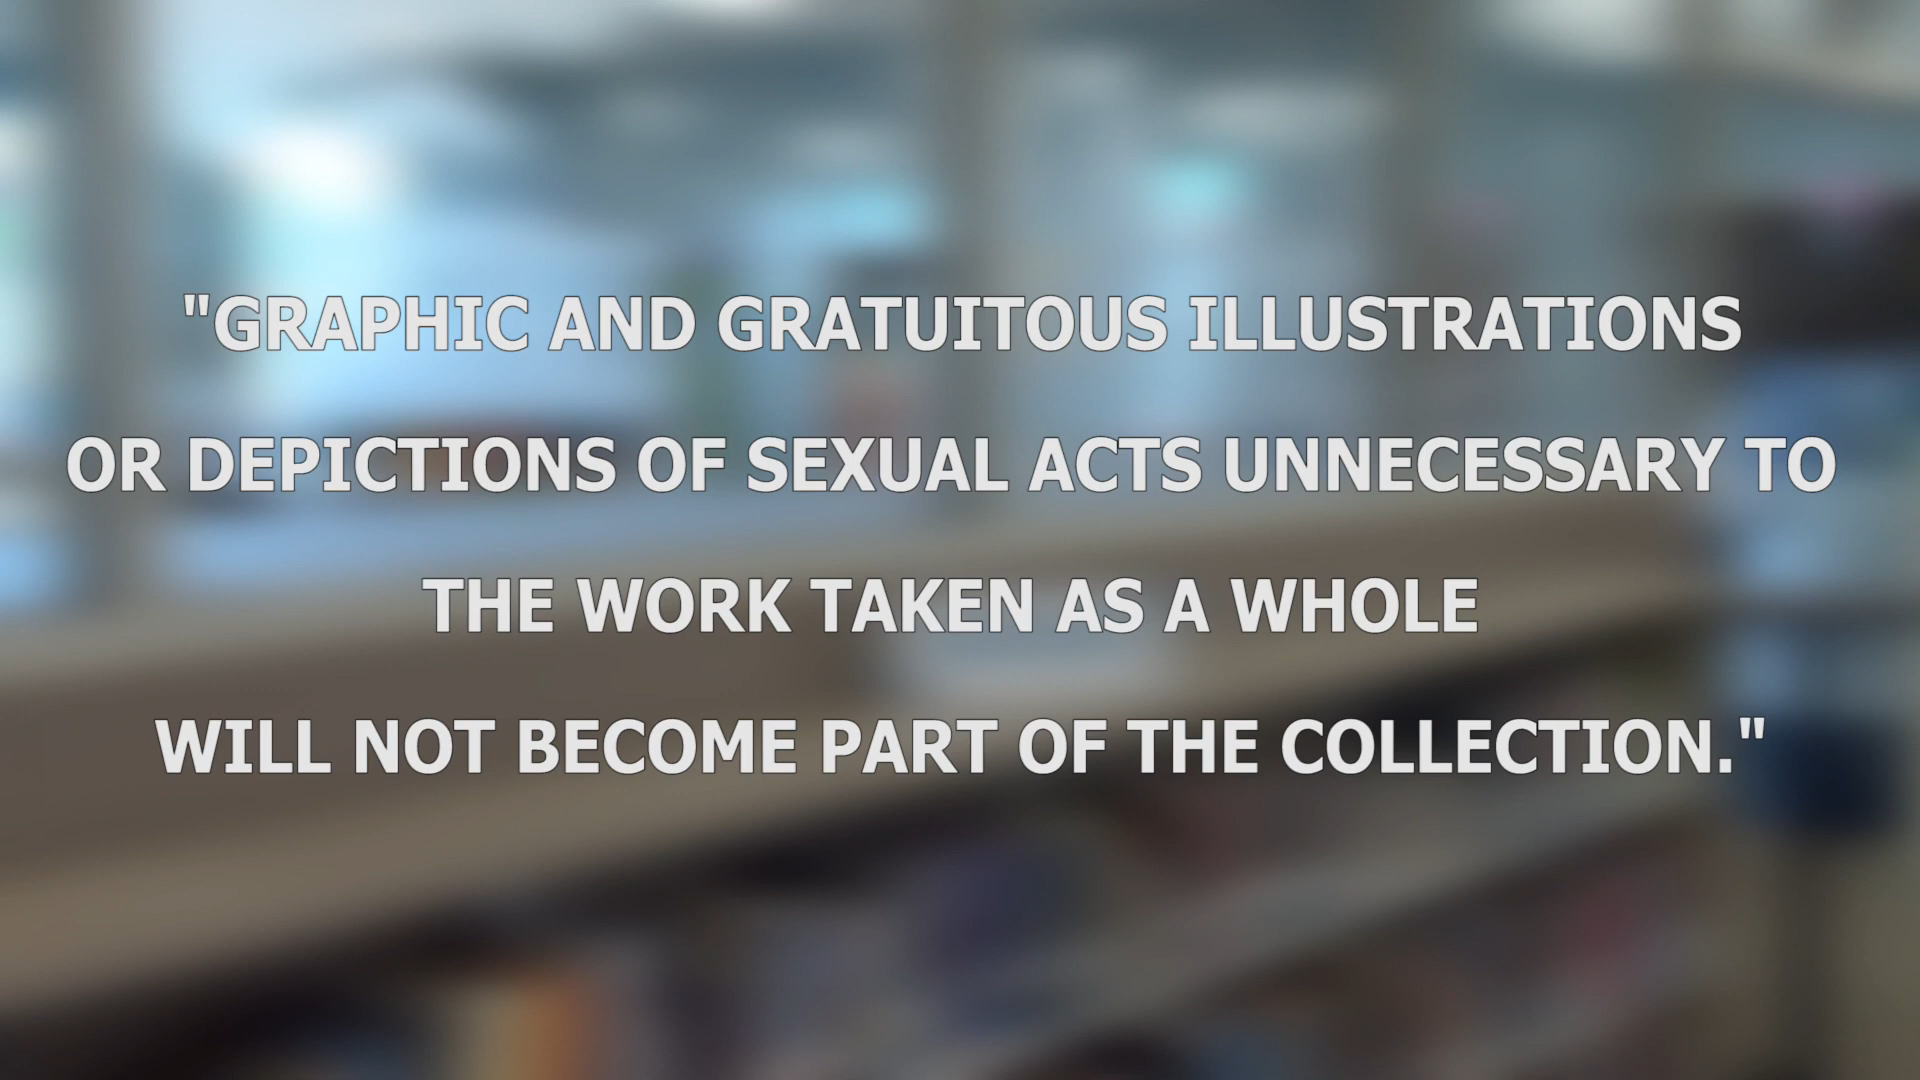 "GRAPHIC AND GRATUITOUS ILLUSTRATIONS
OR DEPICTIONS OF SEXUAL ACTS UNNECESSARY TO
THE WORK TAKEN AS A WHOLE
WILL NOT BECOME PART OF THE COLLECTION."